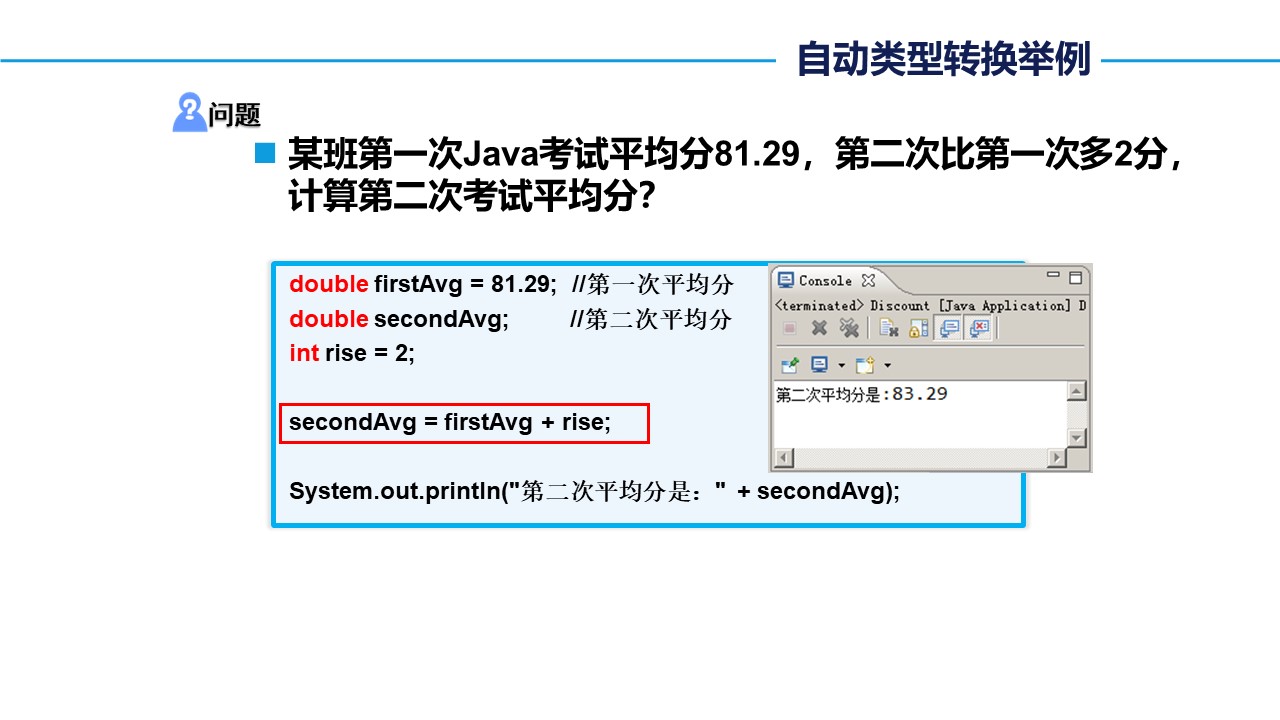 自动类型转换举例
问题
某班第一次Java考试平均分81.29，第二次比第一次多2分，
计算第二次考试平均分？
double firstAvg = 81.29; //第一次平均分
double secondAvg; //第二次平均分
int rise = 2;
secondAvg = firstAvg + rise;
System.out.println("第二次平均分是：" + secondAvg);
Console
<terminated> Discount [Java Application] D
第二次平均分是:83.29